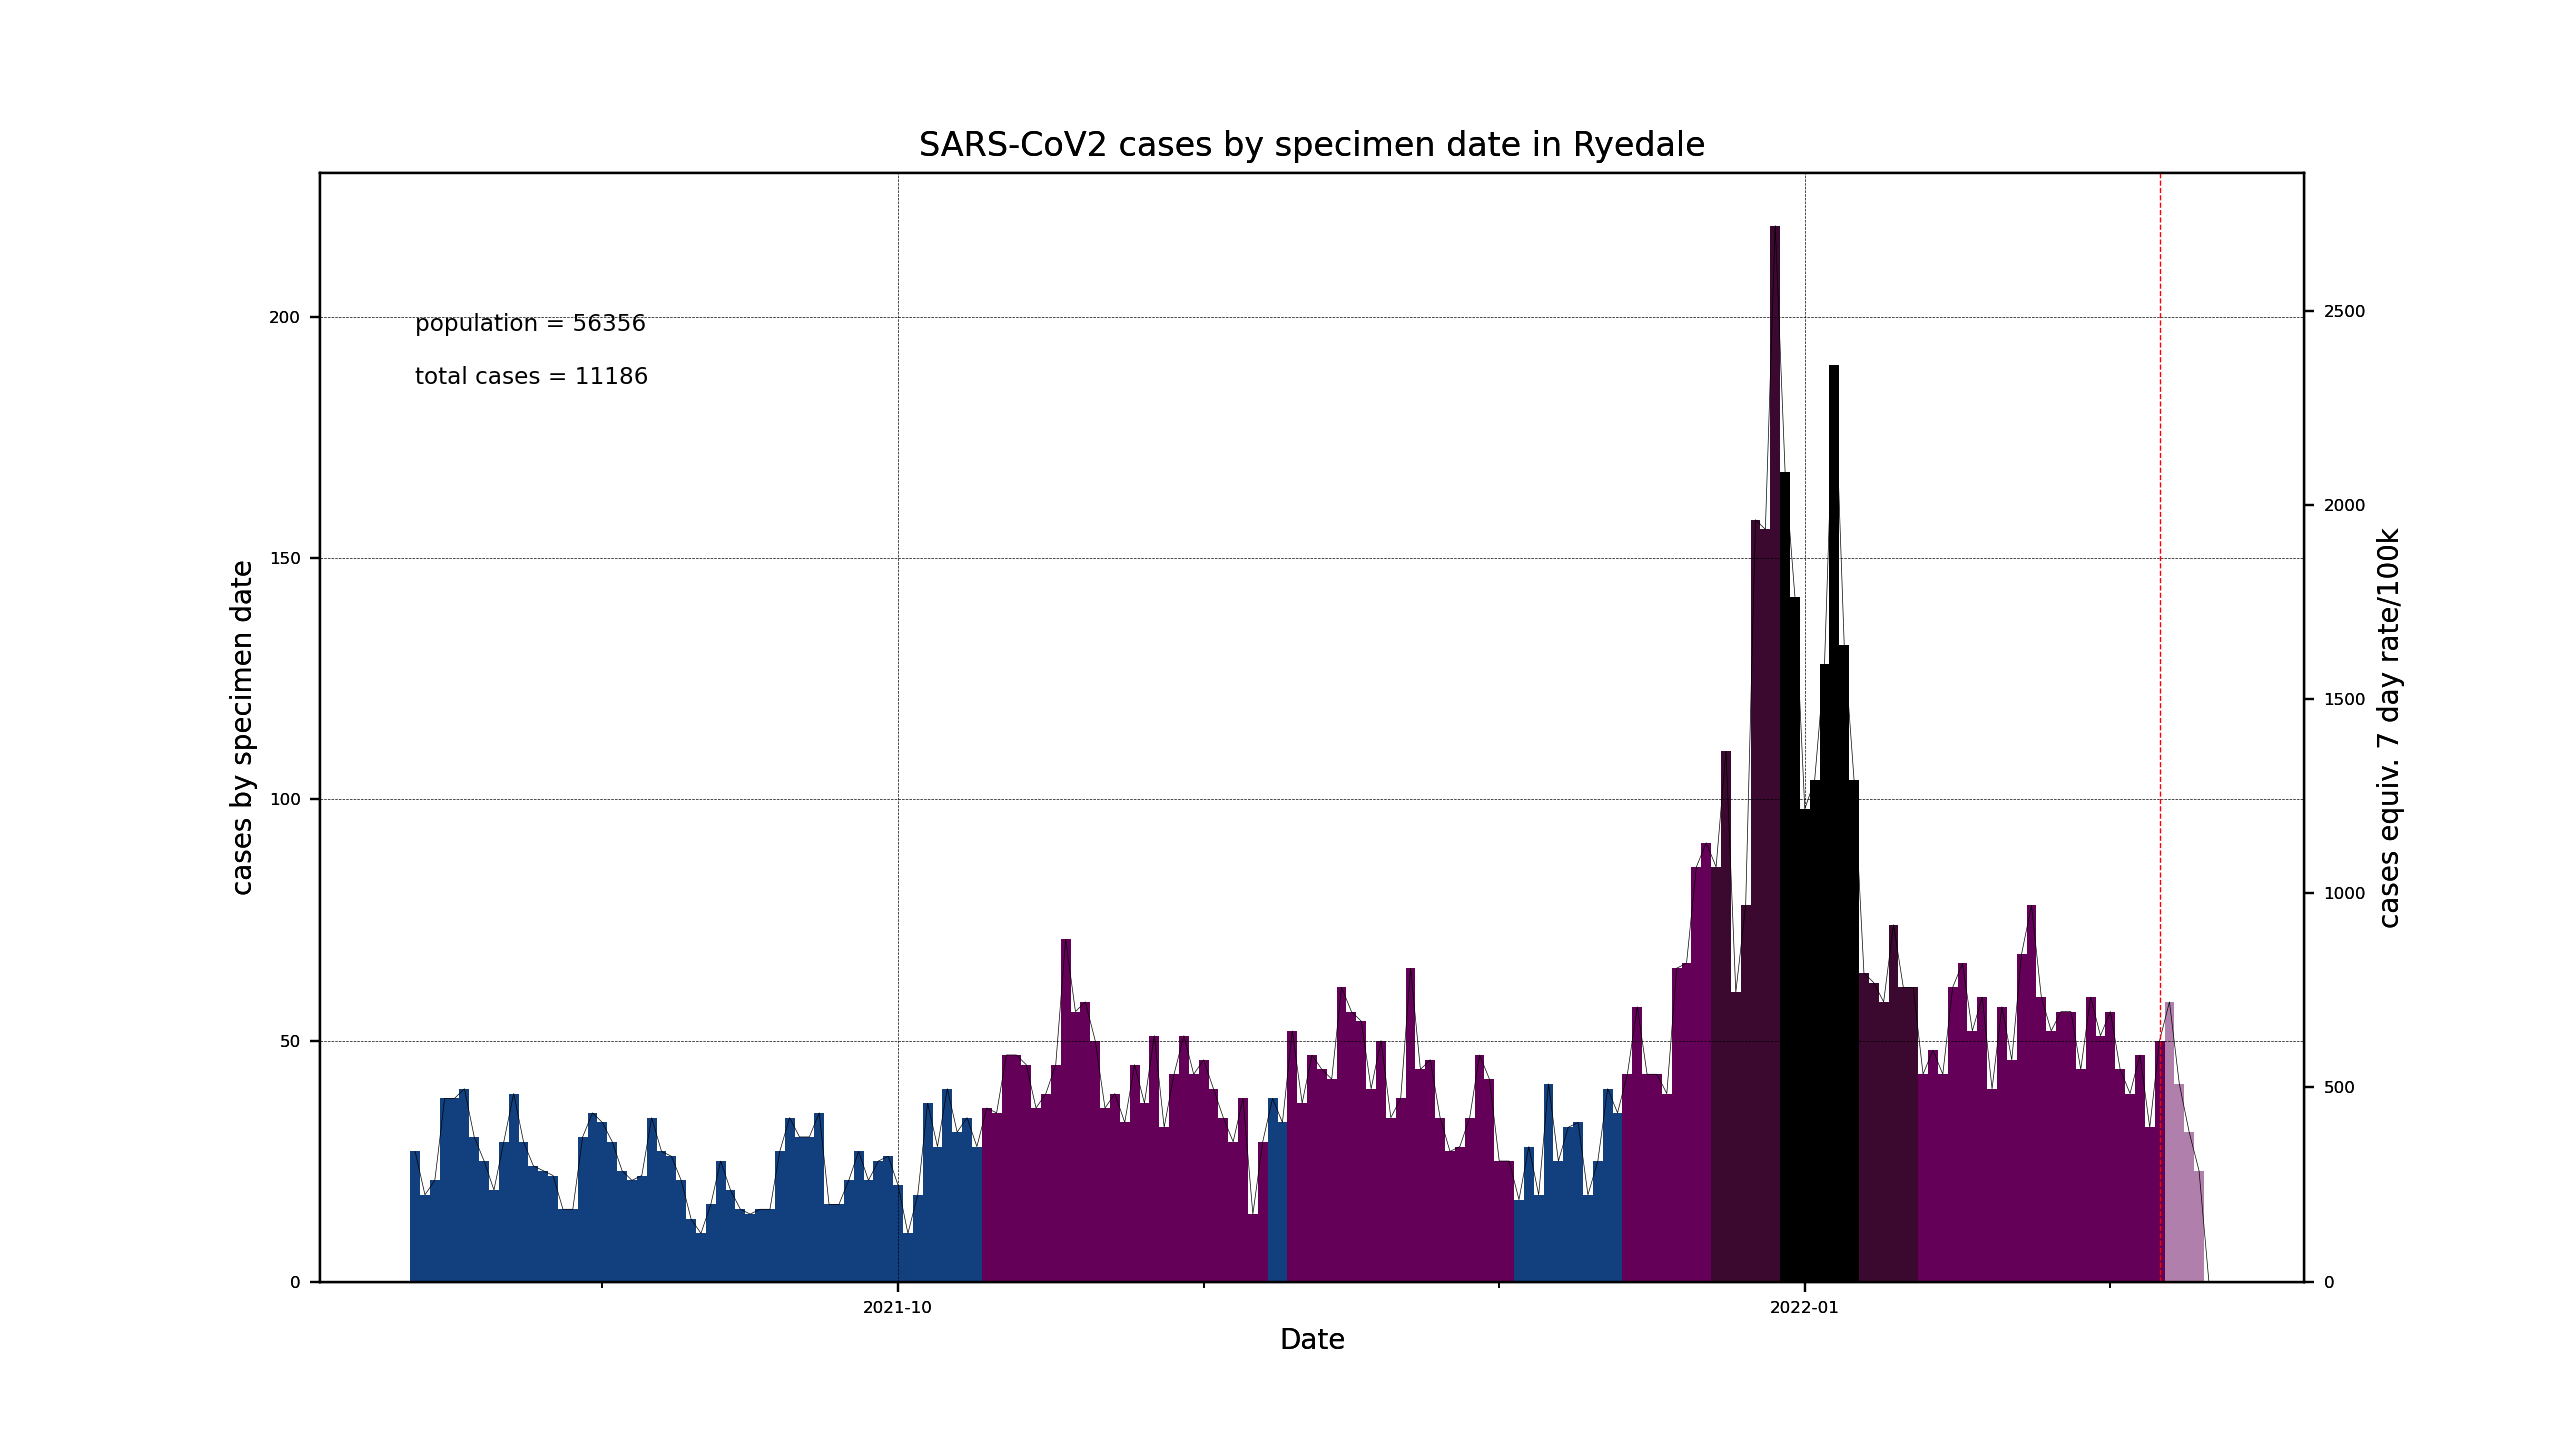 SARS-CoV2 cases by specimen date in Ryedale
population = 56356
total cases = 11186
cases by specimen date
200
150
100
50
0
2500
2000
1500
1000
500
0
cases equiv. 7 day rate/100k
2021-10
2022-01
Date